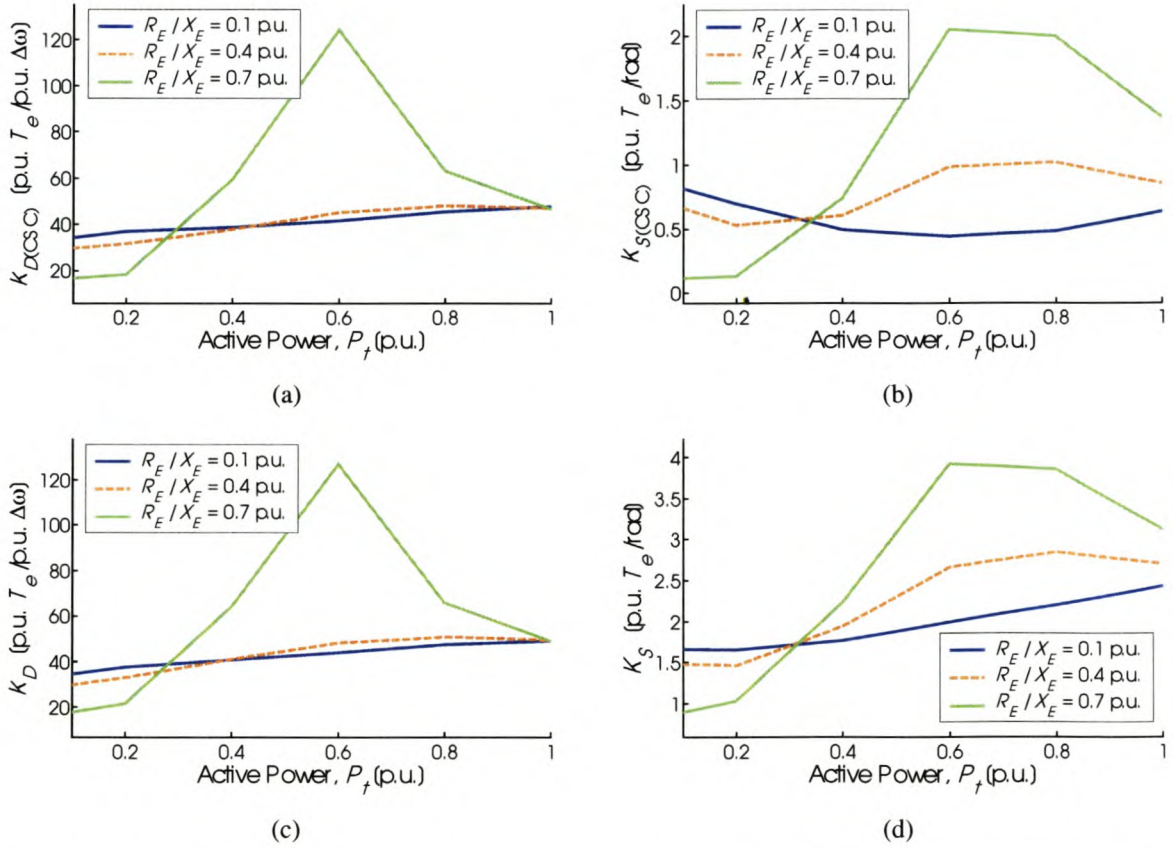 R_E / X_E = 0.1 p.u.
R_E / X_E = 0.4 p.u.
R_E / X_E = 0.7 p.u.
k_D(CSC) (p.u. T_e /p.u. Δω)
120
100
80
60
40
20
0.2 0.4 0.6 0.8 1
Active Power, P_t (p.u.)
(a)
R_E / X_E = 0.1 p.u.
R_E / X_E = 0.4 p.u.
R_E / X_E = 0.7 p.u.
k_S(CSC) (p.u. T_e /rad)
2
1.5
1
0.5
0
0.2 0.4 0.6 0.8 1
Active Power, P_t (p.u.)
(b)
R_E / X_E = 0.1 p.u.
R_E / X_E = 0.4 p.u.
R_E / X_E = 0.7 p.u.
k_D (p.u. T_e /p.u. Δω)
120
100
80
60
40
20
0.2 0.4 0.6 0.8 1
Active Power, P_t (p.u.)
(c)
K_S (p.u. T_e /rad)
4
3.5
3
2.5
2
1.5
1
R_E / X_E = 0.1 p.u.
R_E / X_E = 0.4 p.u.
R_E / X_E = 0.7 p.u.
0.2 0.4 0.6 0.8 1
Active Power, P_t (p.u.)
(d)